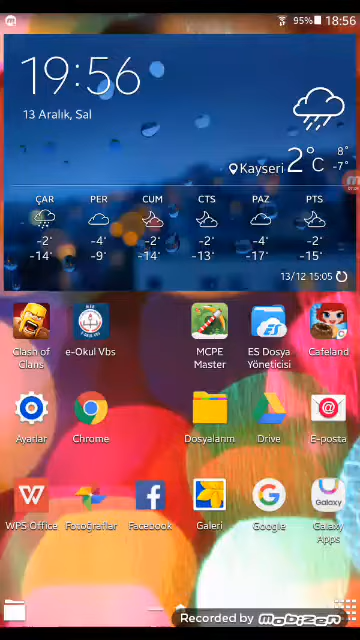 95% 18:56
19:56
13 Aralık, Sal
Kayseri 2°C 8° -7°
ÇAR PER CUM CTS PAZ PTS
-2° -4° -2° -2° -4° -2°
-14° -9° -14° -13° -17° -15°
13/12 15:05
Clash of Clans
e-Okul Vbs
MCPE Master
ES Dosya Yöneticisi
Cafeland
Ayarlar
Chrome
Dosyalarım
Drive
E-posta
WPS Office
Fotoğraflar
Facebook
Galeri
Google
GALAXY
Galaxy Apps
Recorded by mobizen